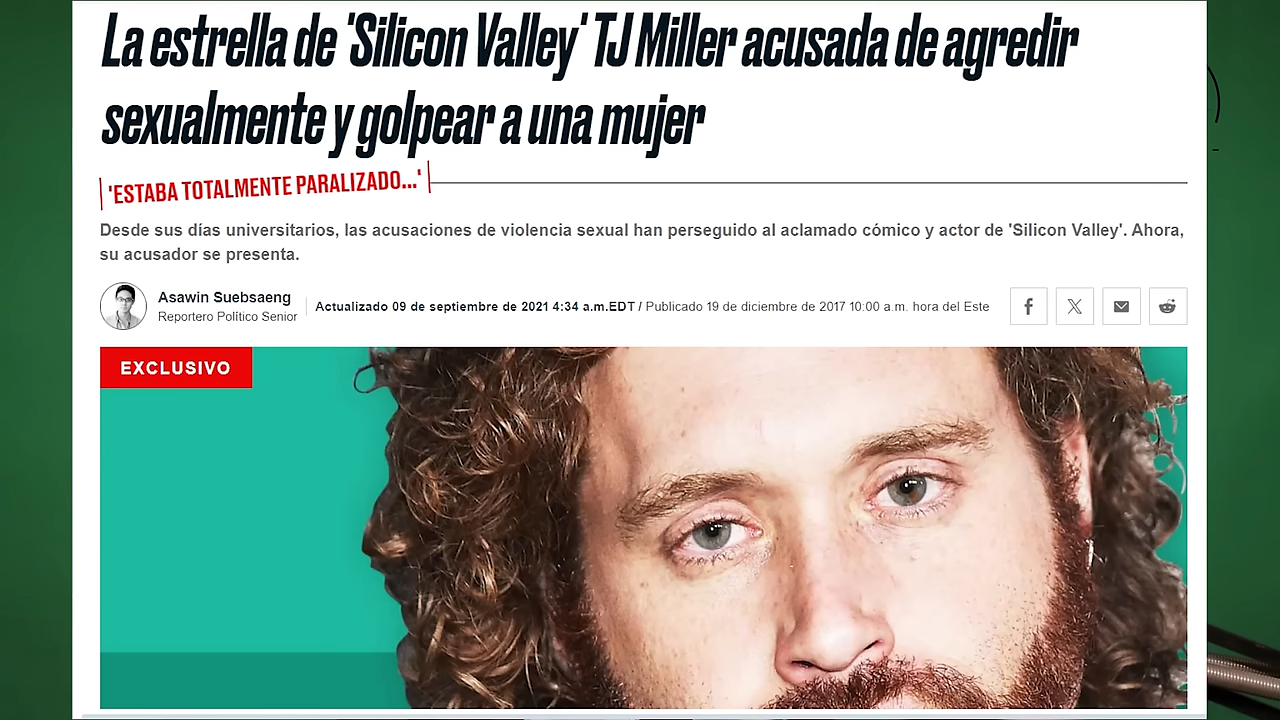 La estrella de 'Silicon Valley' TJ Miller acusada de agredir
sexualmente y golpear a una mujer
'ESTABA TOTALMENTE PARALIZADO...'
Desde sus días universitarios, las acusaciones de violencia sexual han perseguido al aclamado cómico y actor de 'Silicon Valley'. Ahora,
su acusador se presenta.
Asawin Suebsaeng
Reportero Político Senior
Actualizado 09 de septiembre de 2021 4:34 a.m.EDT / Publicado 19 de diciembre de 2017 10:00 a.m. hora del Este
EXCLUSIVO